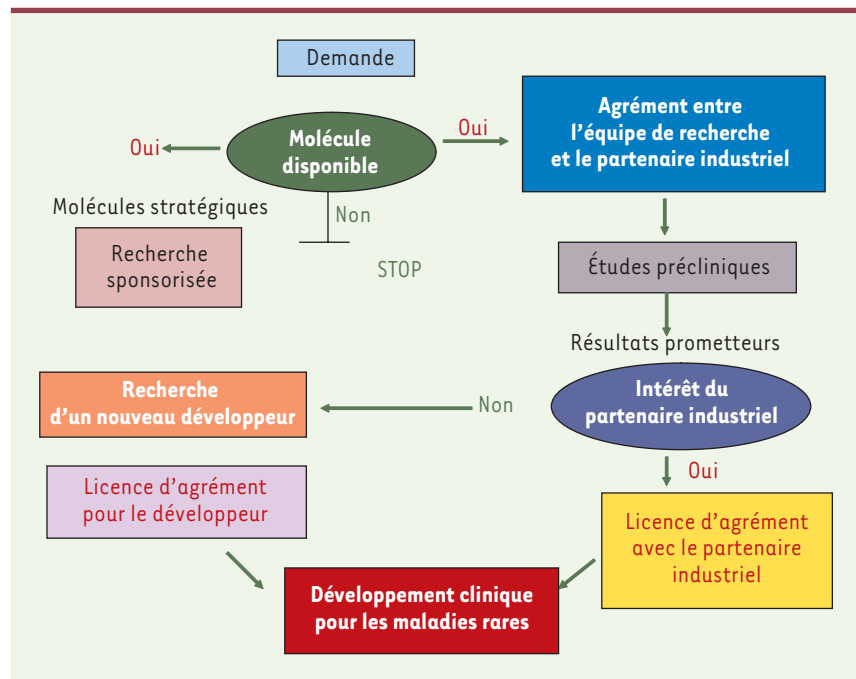 Demande
Oui
Molécule
disponible
Oui
Agrément entre
l'équipe de recherche
et le partenaire industriel
Molécules stratégiques
Non
Recherche
sponsorisée
STOP
Études précliniques
Résultats prometteurs
Recherche
d'un nouveau développeur
Non
Intérêt du
partenaire industriel
Oui
Licence d'agrément
pour le développeur
Licence d'agrément
avec le partenaire
industriel
Développement clinique
pour les maladies rares